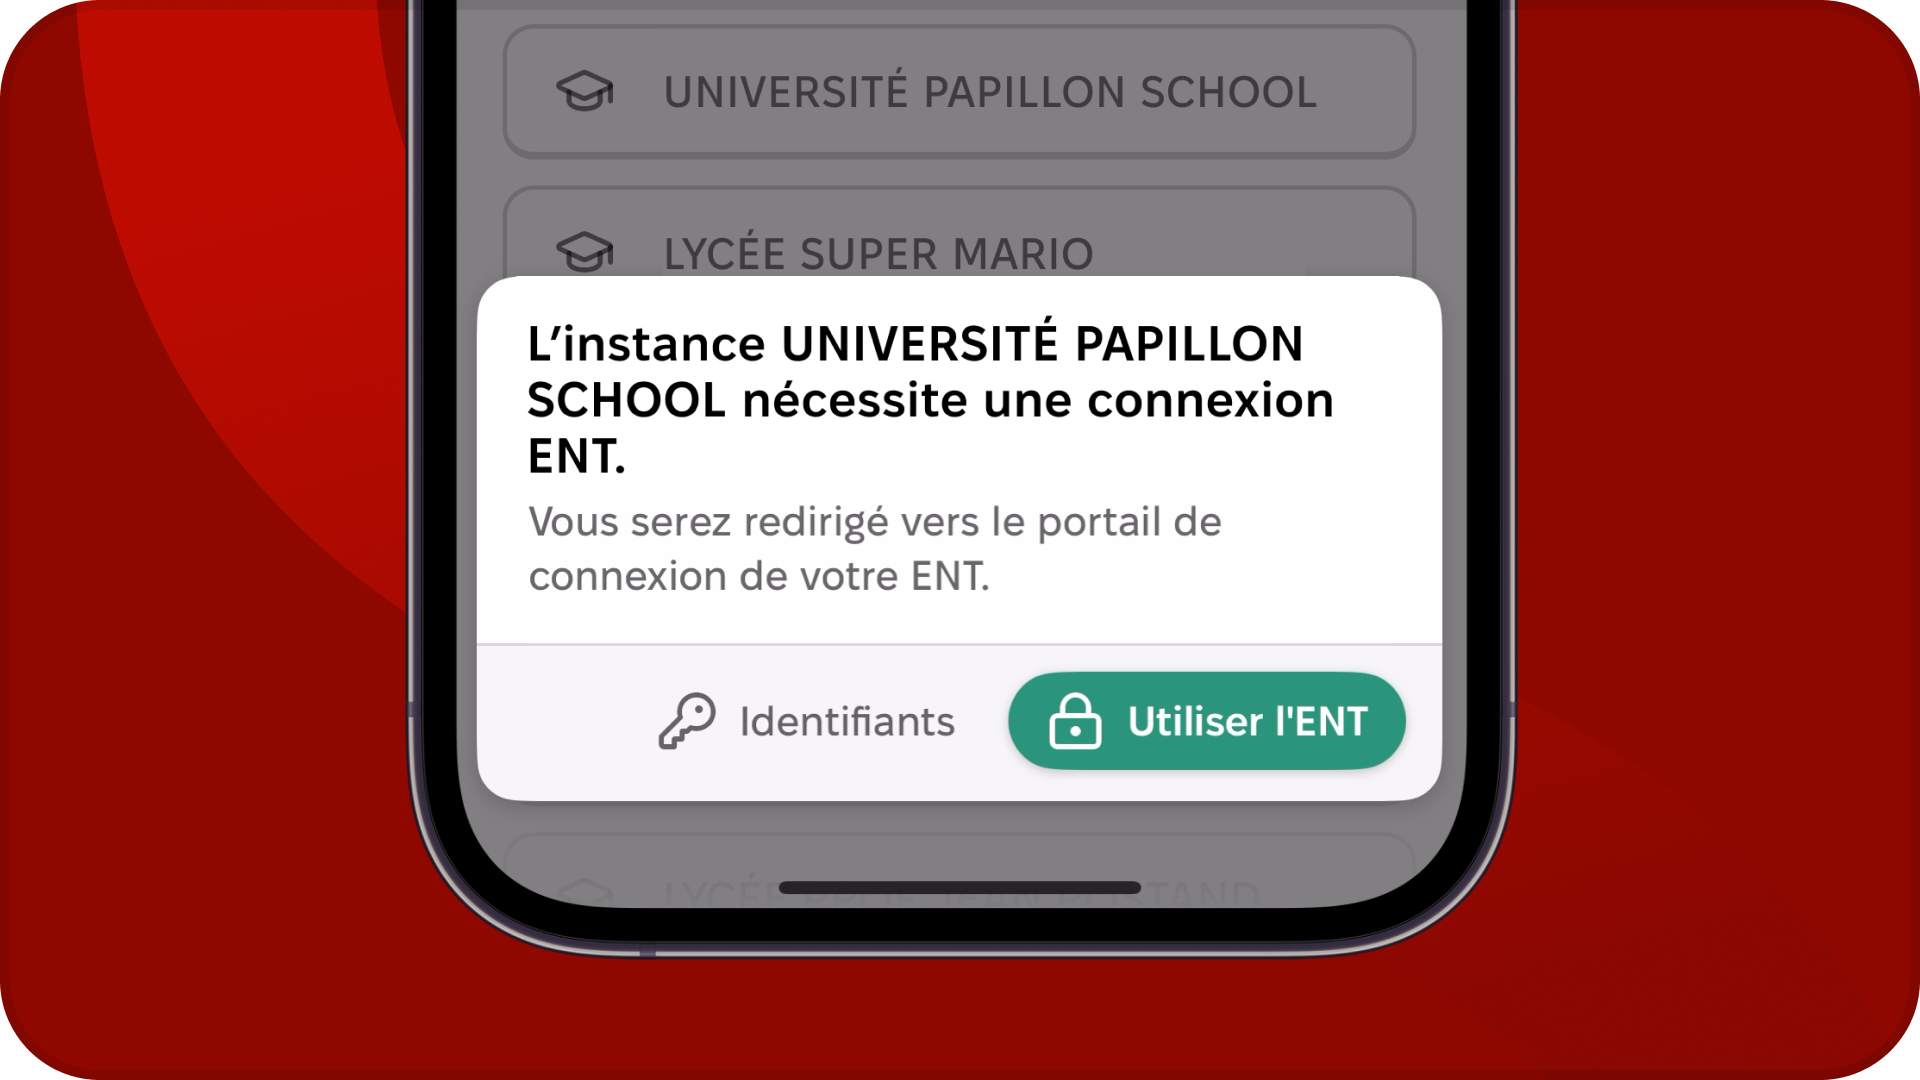 UNIVERSITÉ PAPILLON SCHOOL
LYCÉE SUPER MARIO
L’instance UNIVERSITÉ PAPILLON
SCHOOL nécessite une connexion
ENT.
Vous serez redirigé vers le portail de
connexion de votre ENT.
Identifiants
Utiliser l'ENT
LYCÉE